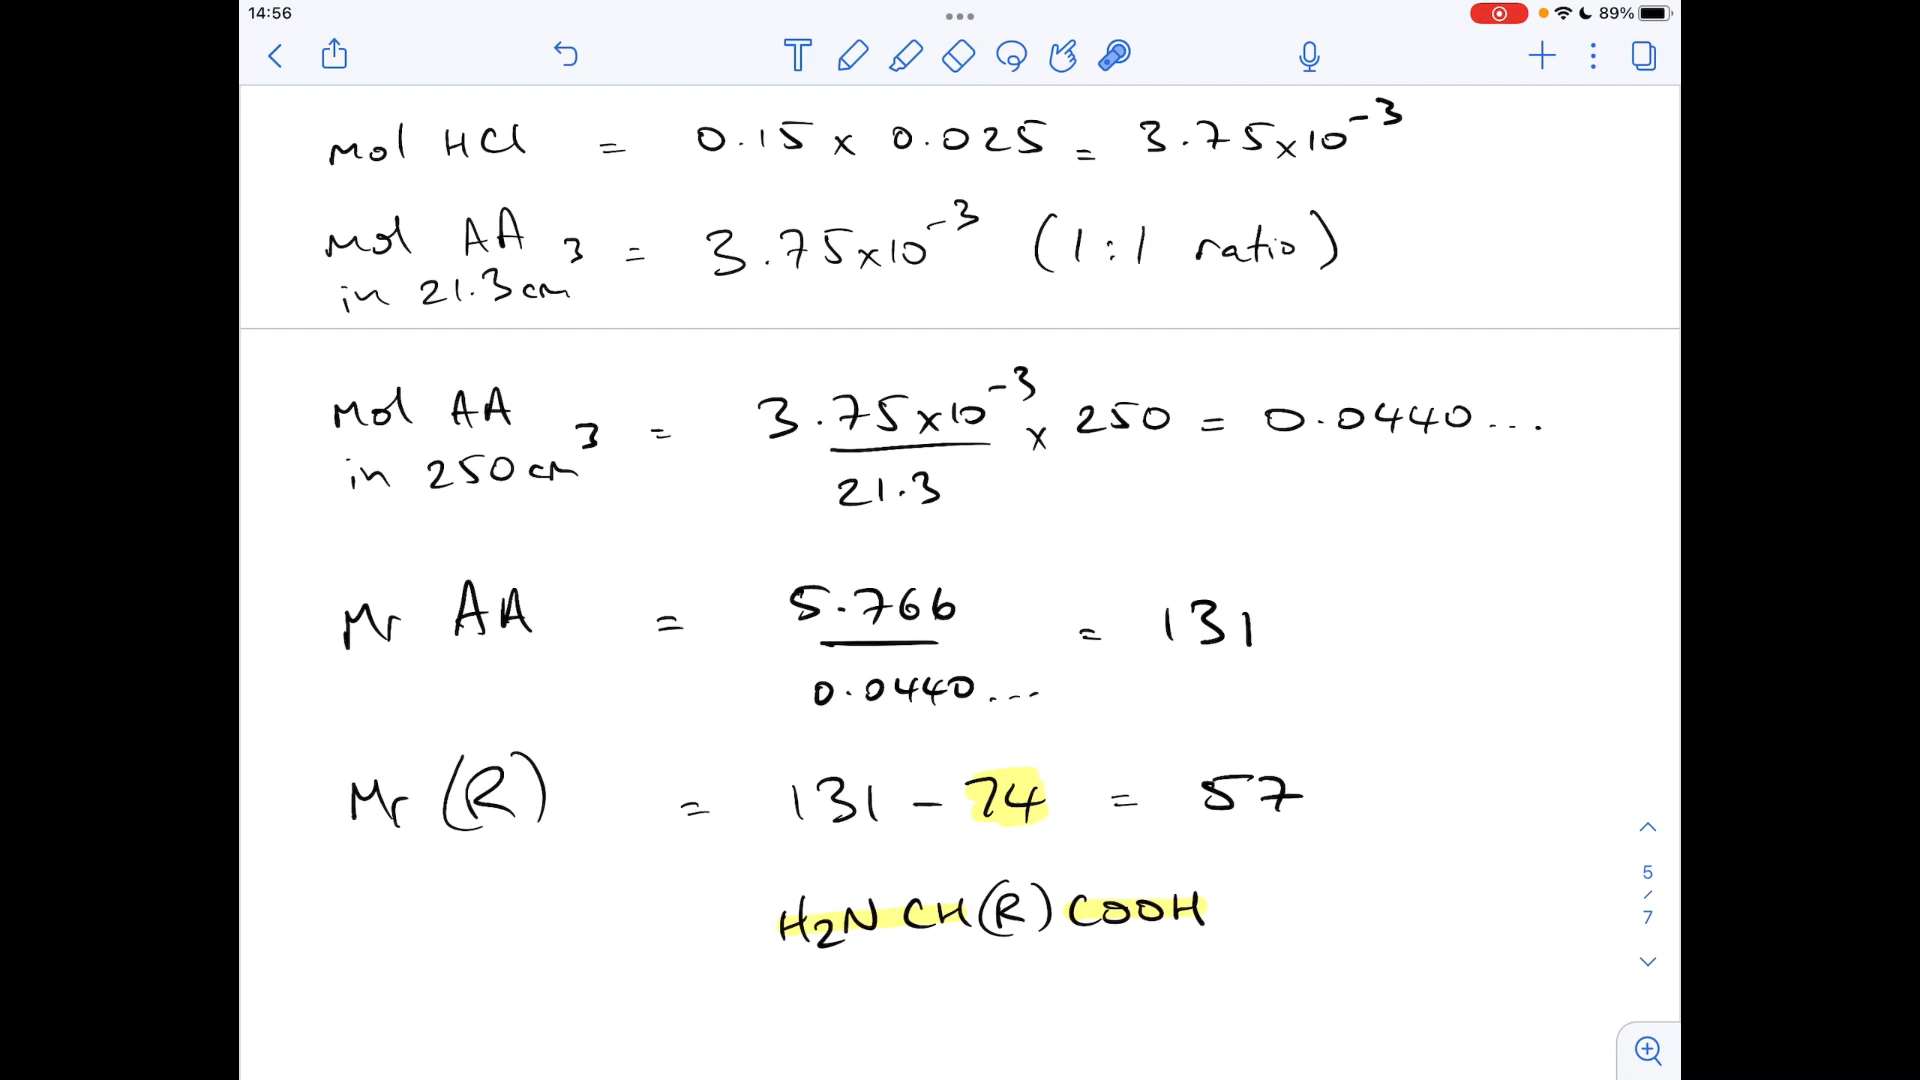 14:56
89%
mol HCl = 0.15 x 0.025 = 3.75x10⁻³
mol AA in 21.3cm³ = 3.75x10⁻³ (1:1 ratio)
mol AA in 250cm³ = 3.75x10⁻³/21.3 x 250 = 0.0440...
Mr AA = 5.766/0.0440... = 131
Mr (R) = 131 - 74 = 57
H2N CH(R) COOH
5/7